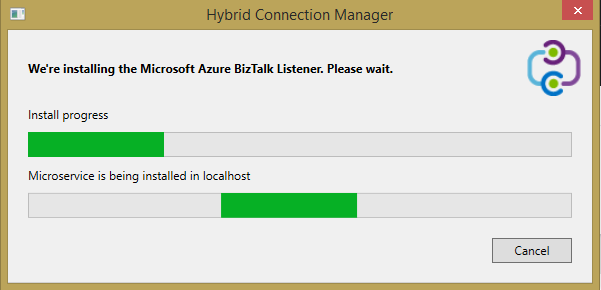 Hybrid Connection Manager
We're installing the Microsoft Azure BizTalk Listener. Please wait.
Install progress
Microservice is being installed in localhost
Cancel